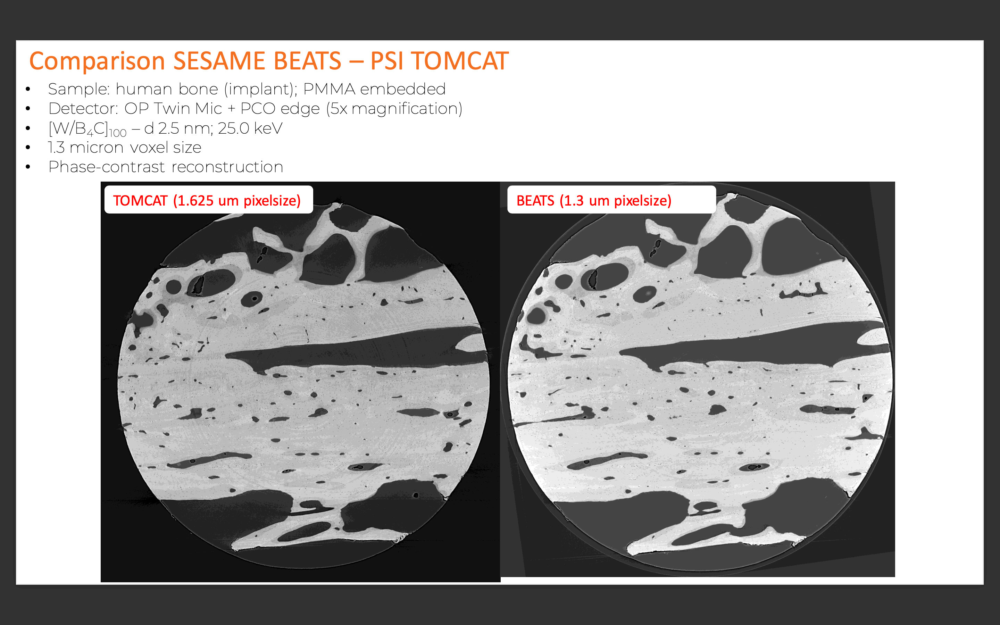 Comparison SESAME BEATS – PSI TOMCAT
• Sample: human bone (implant); PMMA embedded
• Detector: OP Twin Mic + PCO edge (5x magnification)
• [W/B₄C]₁₀₀ – d 2.5 nm; 25.0 keV
• 1.3 micron voxel size
• Phase-contrast reconstruction
TOMCAT (1.625 um pixelsize)
BEATS (1.3 um pixelsize)